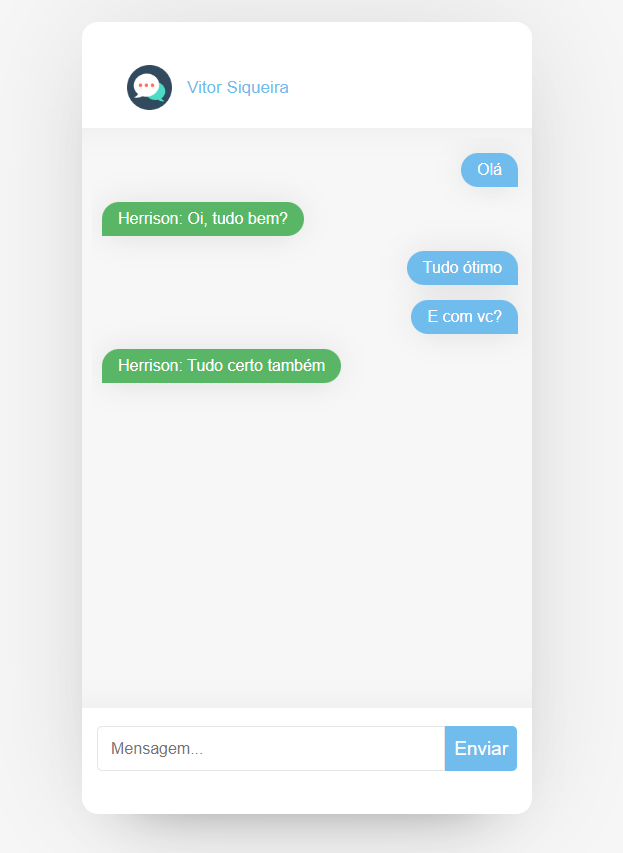 Vitor Siqueira
Olá
Herrison: Oi, tudo bem?
Tudo ótimo
E com vc?
Herrison: Tudo certo também
Mensagem...
Enviar